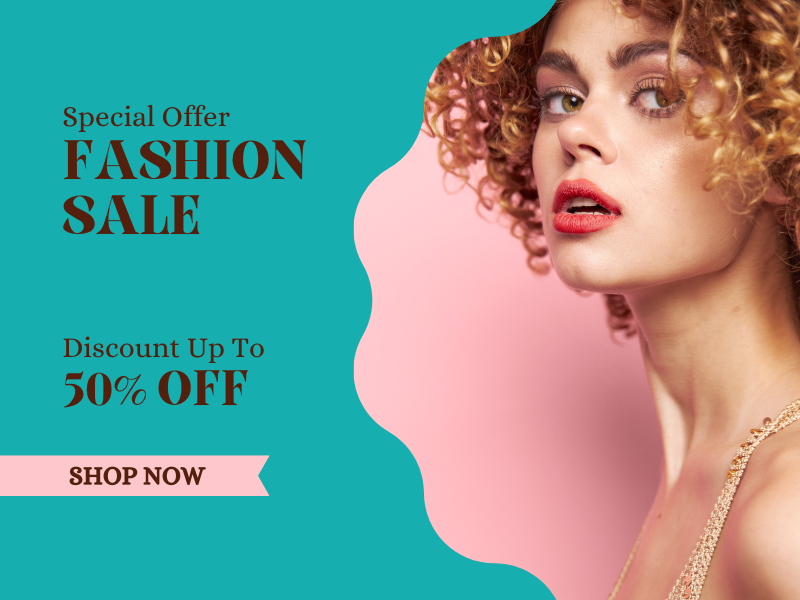 Special Offer
FASHION
SALE
Discount Up To
50% OFF
SHOP NOW